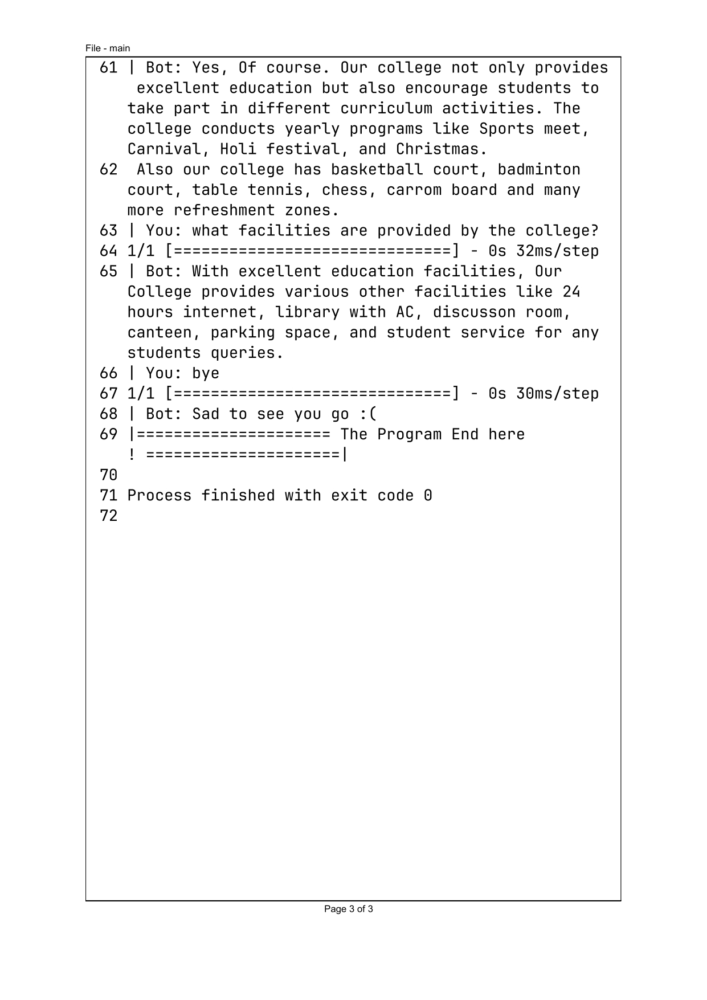 File - main
61 | Bot: Yes, Of course. Our college not only provides
excellent education but also encourage students to
take part in different curriculum activities. The
college conducts yearly programs like Sports meet,
Carnival, Holi festival, and Christmas.
62  Also our college has basketball court, badminton
court, table tennis, chess, carrom board and many
more refreshment zones.
63 | You: what facilities are provided by the college?
64 1/1 [==============================] - 0s 32ms/step
65 | Bot: With excellent education facilities, Our
College provides various other facilities like 24
hours internet, library with AC, discusson room,
canteen, parking space, and student service for any
students queries.
66 | You: bye
67 1/1 [==============================] - 0s 30ms/step
68 | Bot: Sad to see you go :(
69 |===================== The Program End here
! =====================|
70
71 Process finished with exit code 0
72
Page 3 of 3